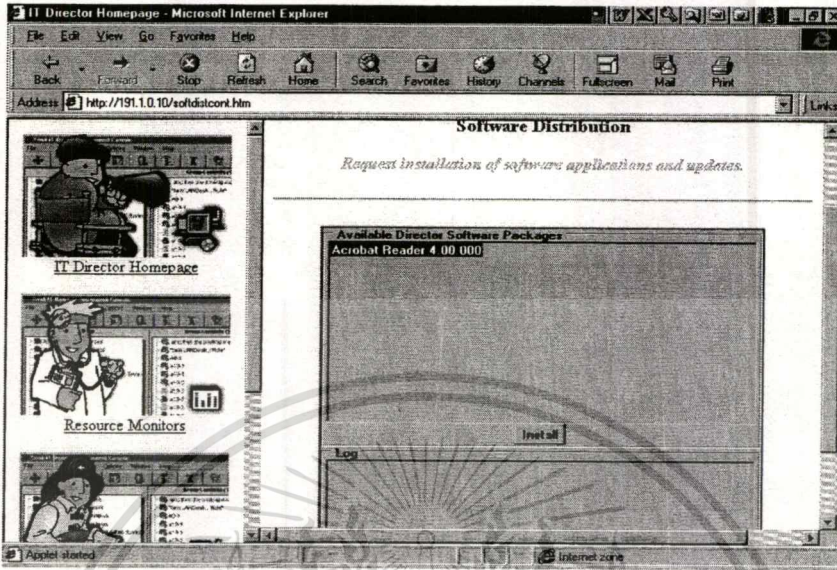 IT Director Homepage - Microsoft Internet Explorer
File Edit View Go Favorites Help
Back Forward Stop Refresh Home Search Favorites History Channels Fullscreen Mail Print
Address http://191.1.0.10/softdistcont.htm Links
IT Director Homepage
Resource Monitors
Software Distribution
Request installation of software applications and updates.
Available Director Software Packages
Acrobat Reader 4 00 000
Install
Log
Applet started
Internet zone